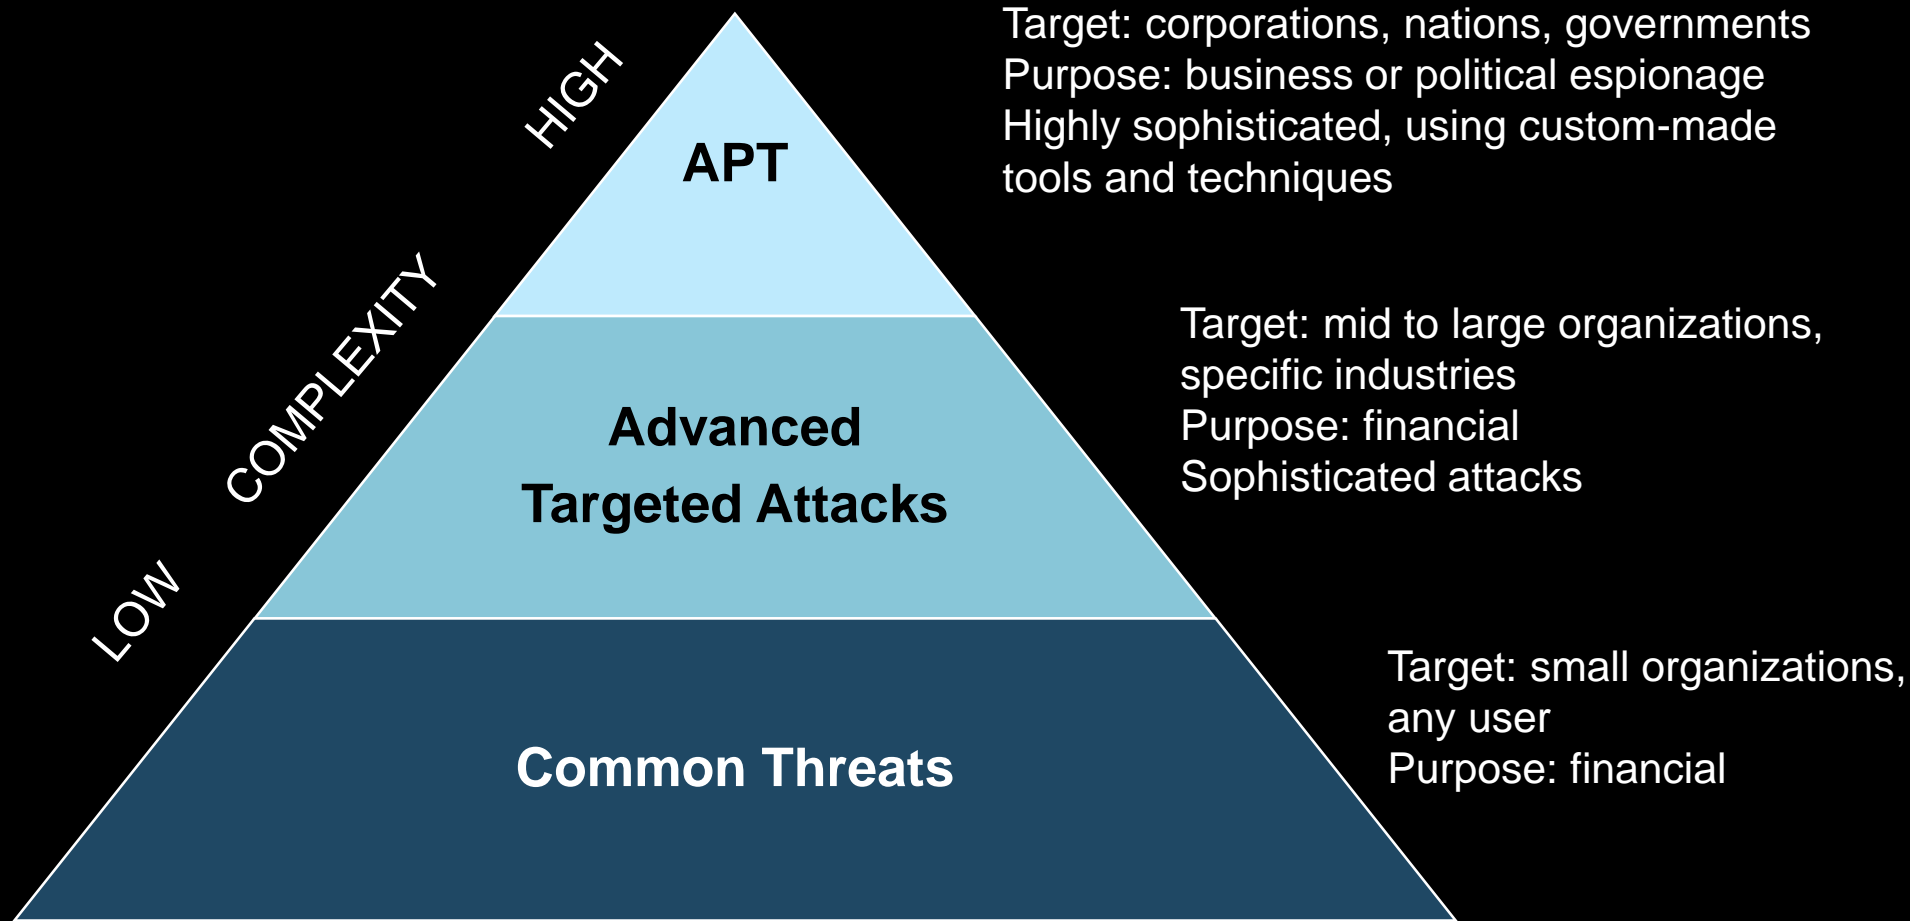 HIGH
APT
Target: corporations, nations, governments
Purpose: business or political espionage
Highly sophisticated, using custom-made
tools and techniques
COMPLEXITY
Advanced
Targeted Attacks
Target: mid to large organizations,
specific industries
Purpose: financial
Sophisticated attacks
LOW
Common Threats
Target: small organizations,
any user
Purpose: financial